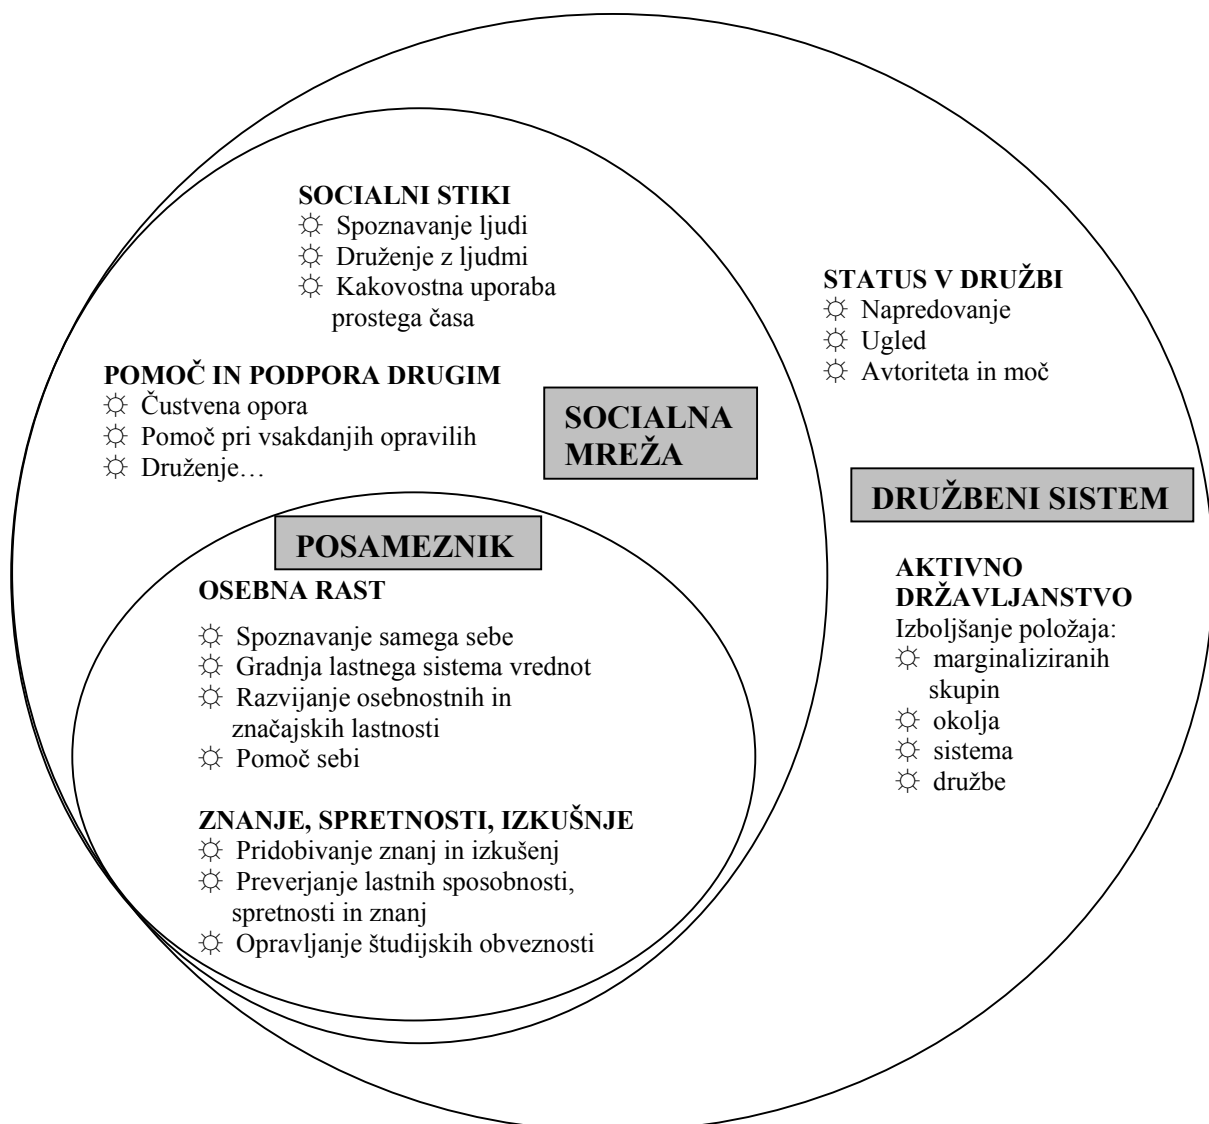 SOCIALNI STIKI
☼ Spoznavanje ljudi
☼ Druženje z ljudmi
☼ Kakovostna uporaba
prostega časa
POMOČ IN PODPORA DRUGIM
☼ Čustvena opora
☼ Pomoč pri vsakdanjih opravilih
☼ Druženje…
SOCIALNA
MREŽA
STATUS V DRUŽBI
☼ Napredovanje
☼ Ugled
☼ Avtoriteta in moč
DRUŽBENI SISTEM
AKTIVNO
DRŽAVLJANSTVO
Izboljšanje položaja:
☼ marginaliziranih
skupin
☼ okolja
☼ sistema
☼ družbe
POSAMEZNIK
OSEBNA RAST
☼ Spoznavanje samega sebe
☼ Gradnja lastnega sistema vrednot
☼ Razvijanje osebnostnih in
značajskih lastnosti
☼ Pomoč sebi
ZNANJE, SPRETNOSTI, IZKUŠNJE
☼ Pridobivanje znanj in izkušenj
☼ Preverjanje lastnih sposobnosti,
spretnosti in znanj
☼ Opravljanje študijskih obveznosti